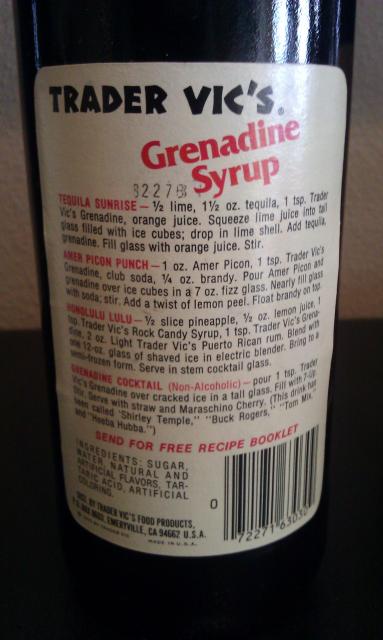 TRADER VIC'S®
Grenadine
Syrup
32278
TEQUILA SUNRISE — ½ lime, 1½ oz. tequila, 1 tsp. Trader
Vic's Grenadine, orange juice. Squeeze lime juice into tall
glass filled with ice cubes; drop in lime shell. Add tequila,
grenadine. Fill glass with orange juice. Stir.
AMER PICON PUNCH — 1 oz. Amer Picon, 1 tsp. Trader Vic's
Grenadine, club soda, ¼ oz. brandy. Pour Amer Picon and
grenadine over ice cubes in a 7 oz. fizz glass. Nearly fill glass
with soda; stir. Add a twist of lemon peel. Float brandy on top.
HONOLULU LULU — ½ slice pineapple, ½ oz. lemon juice, 1
tsp. Trader Vic's Rock Candy Syrup, 1 tsp. Trader Vic's Grena-
dine, 2 oz. Light Trader Vic's Puerto Rican rum. Blend with
one 12-oz. glass of shaved ice in electric blender. Bring to a
semi-frozen form. Serve in stem cocktail glass.
GRENADINE COCKTAIL (Non-Alcoholic) — pour 1 tsp. Trader
Vic's Grenadine over cracked ice in a tall glass. Fill with 7-Up
Stir. Serve with straw and Maraschino Cherry. (This drink has
been called 'Shirley Temple," "Buck Rogers," "Tom Mix,"
and "Heeba Hubba.")
SEND FOR FREE RECIPE BOOKLET
INGREDIENTS: SUGAR,
WATER, NATURAL AND
ARTIFICIAL FLAVORS, TAR-
TARIC ACID, ARTIFICIAL
COLORING.
DIST. BY TRADER VIC'S FOOD PRODUCTS,
P.O. BOX 8603, EMERYVILLE, CA 94662 U.S.A.
MADE IN U.S.A.
0
72271 63030